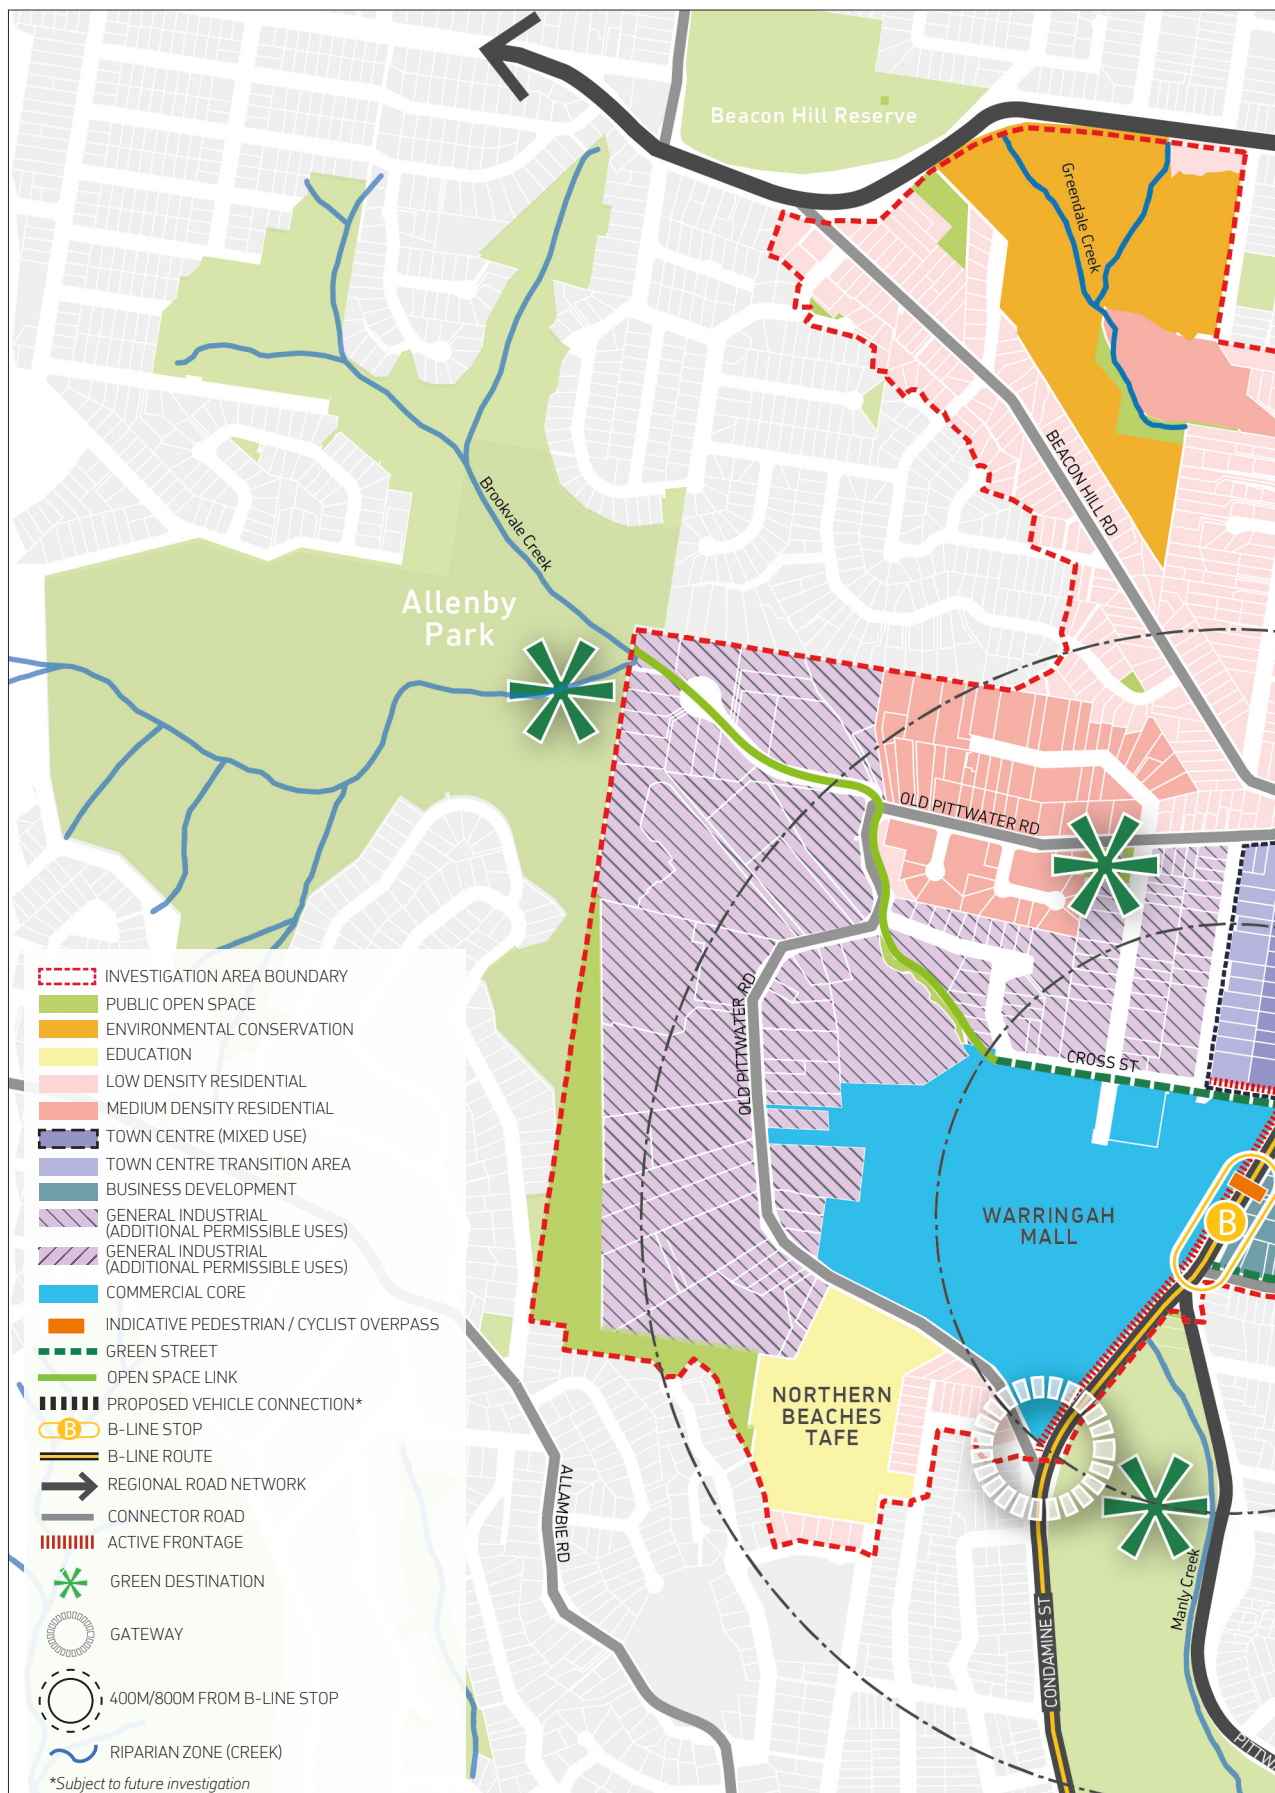 Beacon Hill Reserve
Greendale Creek
BEACON HILL RD
Brookvale Creek
Allenby
Park
OLD PITTWATER RD
OLD PITTWATER RD
CROSS ST
WARRINGAH
MALL
B
NORTHERN
BEACHES
TAFE
ALLAMBIE RD
CONDAMINE ST
Manly Creek
INVESTIGATION AREA BOUNDARY
PUBLIC OPEN SPACE
ENVIRONMENTAL CONSERVATION
EDUCATION
LOW DENSITY RESIDENTIAL
MEDIUM DENSITY RESIDENTIAL
TOWN CENTRE (MIXED USE)
TOWN CENTRE TRANSITION AREA
BUSINESS DEVELOPMENT
GENERAL INDUSTRIAL
(ADDITIONAL PERMISSIBLE USES)
GENERAL INDUSTRIAL
(ADDITIONAL PERMISSIBLE USES)
COMMERCIAL CORE
INDICATIVE PEDESTRIAN / CYCLIST OVERPASS
GREEN STREET
OPEN SPACE LINK
PROPOSED VEHICLE CONNECTION*
B B-LINE STOP
B-LINE ROUTE
REGIONAL ROAD NETWORK
CONNECTOR ROAD
ACTIVE FRONTAGE
GREEN DESTINATION
GATEWAY
400M/800M FROM B-LINE STOP
RIPARIAN ZONE (CREEK)
*Subject to future investigation